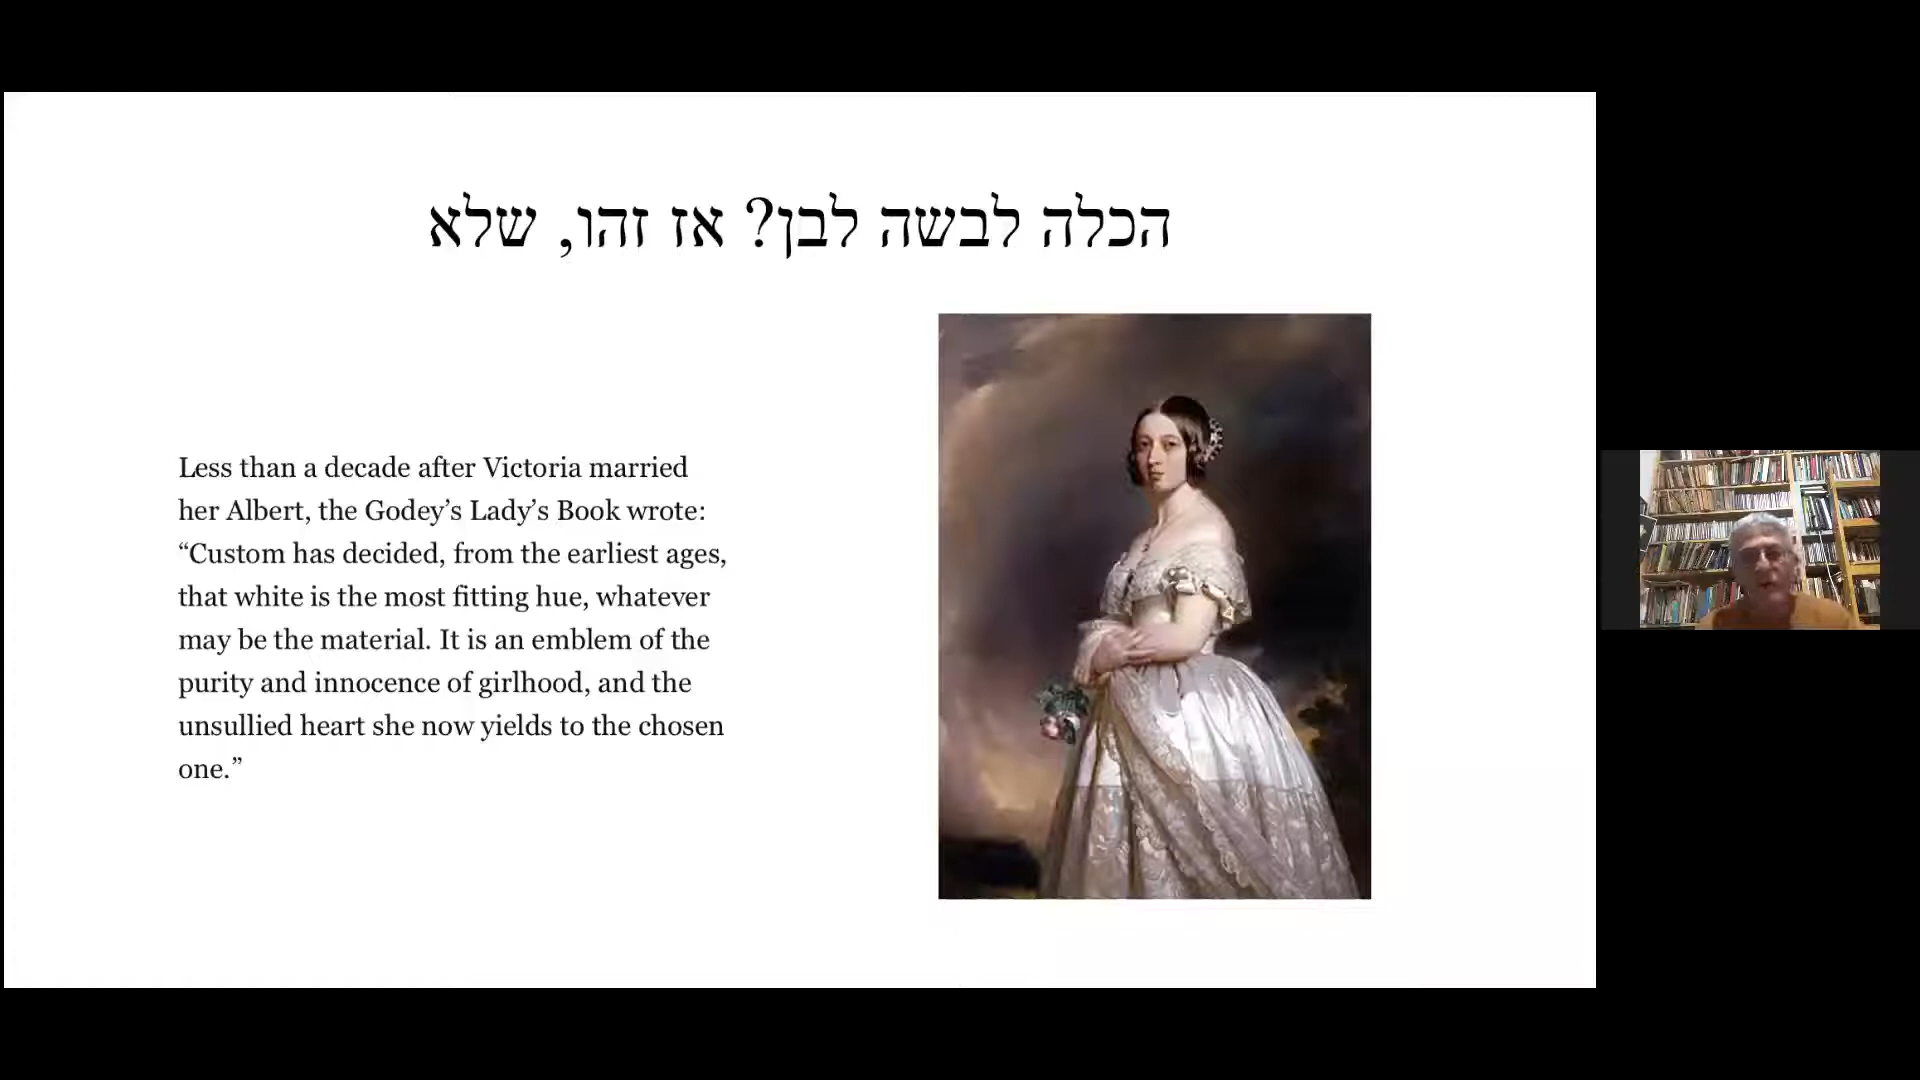 הכלה לבשה לבן? אז זהו, שלא
Less than a decade after Victoria married
her Albert, the Godey’s Lady’s Book wrote:
“Custom has decided, from the earliest ages,
that white is the most fitting hue, whatever
may be the material. It is an emblem of the
purity and innocence of girlhood, and the
unsullied heart she now yields to the chosen
one.”